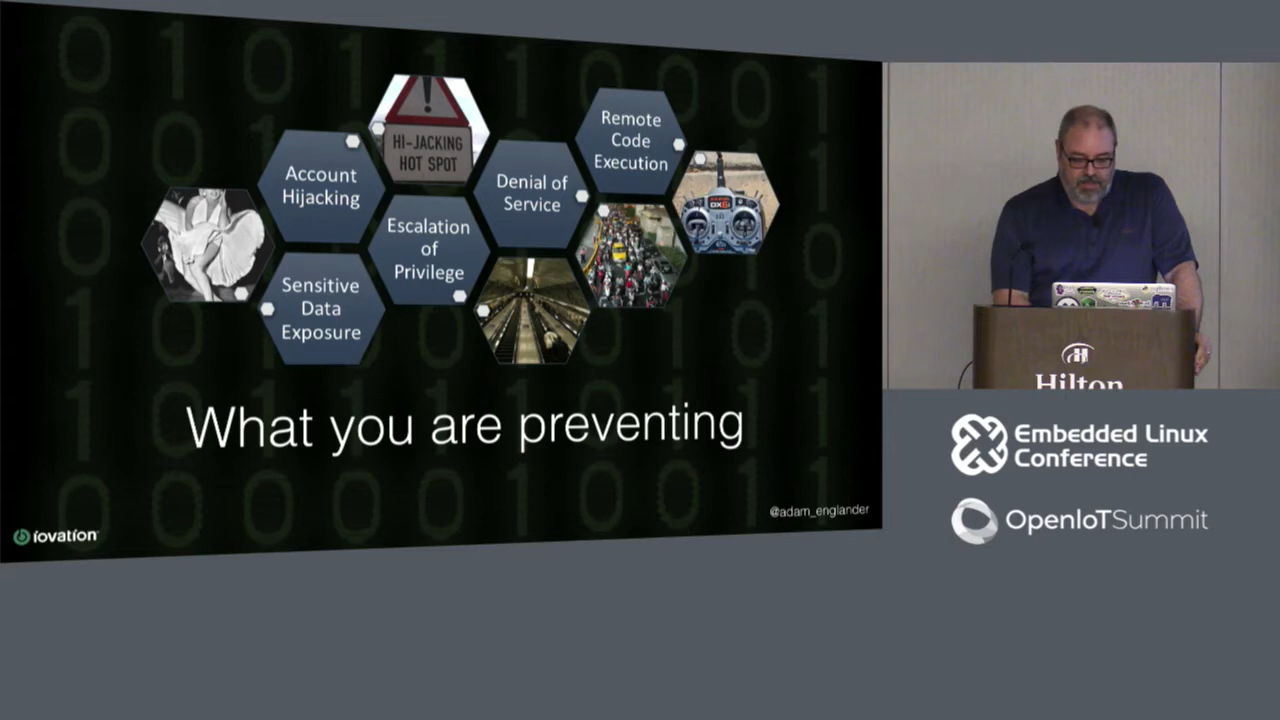 HI-JACKING
HOT SPOT
Account
Hijacking
Sensitive
Data
Exposure
Escalation
of
Privilege
Denial of
Service
Remote
Code
Execution
DX6i
What you are preventing
@adam_englander
iovation
Hilton
Embedded Linux
Conference
OpenIoTSummit